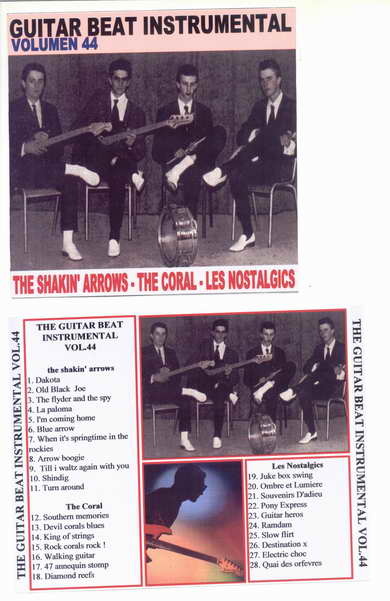 GUITAR BEAT INSTRUMENTAL
VOLUMEN 44
THE SHAKIN' ARROWS - THE CORAL - LES NOSTALGICS
THE GUITAR BEAT INSTRUMENTAL VOL.44
THE GUITAR BEAT
INSTRUMENTAL
VOL.44
the shakin' arrows
1. Dakota
2. Old Black Joe
3. The flyder and the spy
4. La paloma
5. I'm coming home
6. Blue arrow
7. When it's springtime in the
rockies
8. Arrow boogie
9. Till i waltz again with you
10. Shindig
11. Turn around
The Coral
12. Southern memories
13. Devil corals blues
14. King of strings
15. Rock corals rock !
16. Walking guitar
17. 47 annequin stomp
18. Diamond reefs
Les Nostalgics
19. Juke box swing
20. Ombre et Lumiere
21. Souvenirs D'adieu
22. Pony Express
23. Guitar heros
24. Ramdam
25. Slow flirt
26. Destination x
27. Electric choc
28. Quai des orfevres
THE GUITAR BEAT INSTRUMENTAL VOL.44